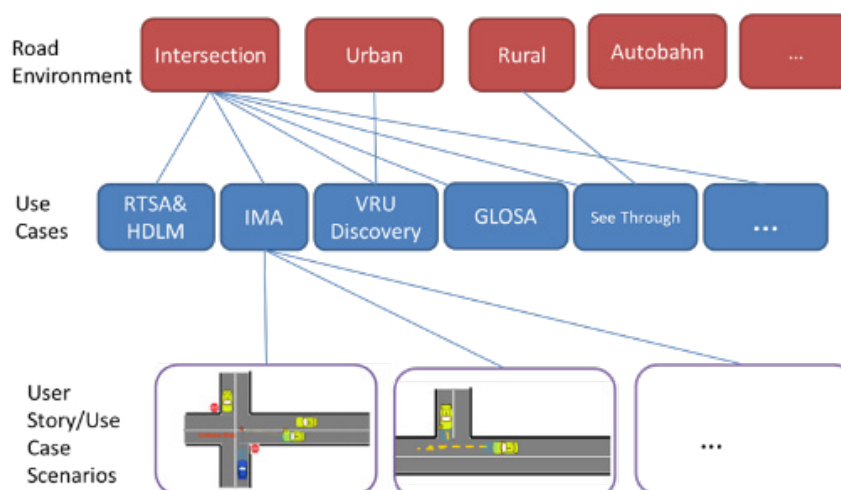 Road
Environment
Intersection
Urban
Rural
Autobahn
...
Use
Cases
RTSA&
HDLM
IMA
VRU
Discovery
GLOSA
See Through
...
User
Story/Use
Case
Scenarios
...